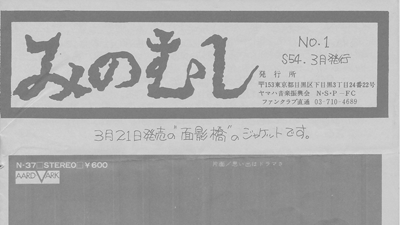 みのむし
NO.1
S54.3月発行
発行所
〒153東京都目黒区下目黒3丁目24番22号
ヤマハ音楽振興会 N・S・P-FC
ファンクラブ直通 03-710-4689
3月21日発売の"面影橋"のジャケットです。
N-37 STEREO ¥600
AARD VARK